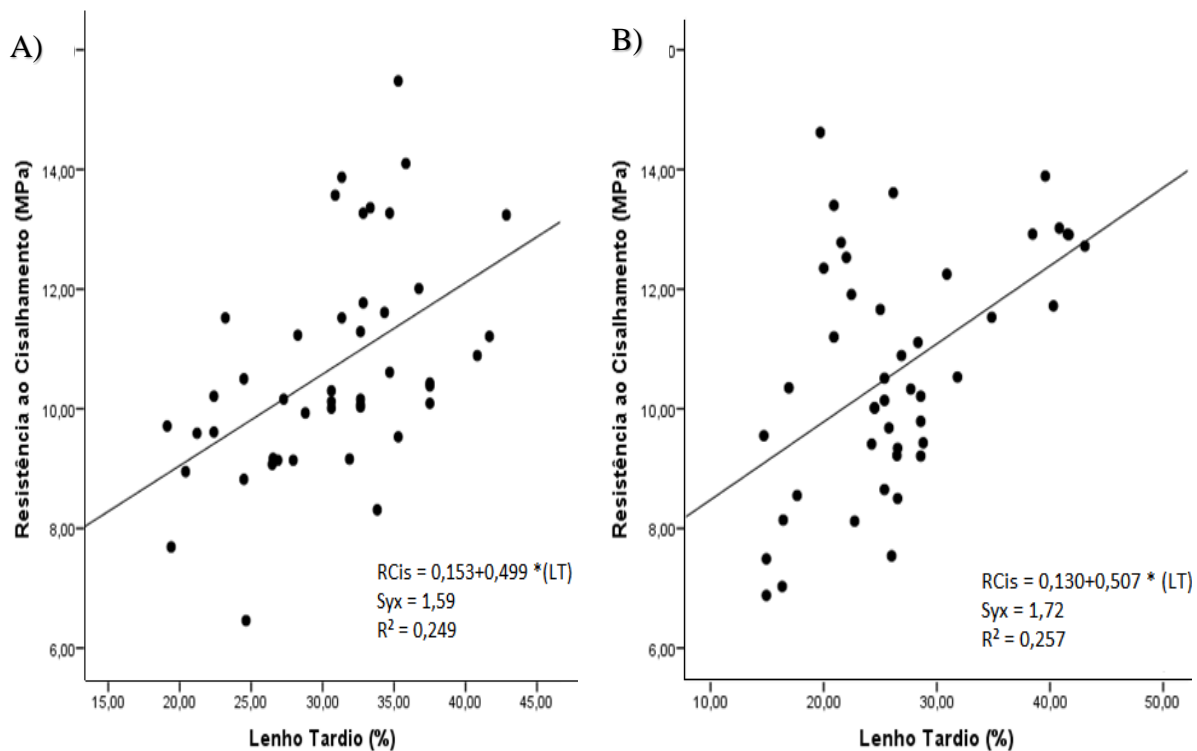 A)
14,00
12,00
10,00
8,00
6,00
Resistência ao Cisalhamento (MPa)
RCis = 0,153+0,499 *(LT)
Syx = 1,59
R² = 0,249
15,00 20,00 25,00 30,00 35,00 40,00 45,00
Lenho Tardio (%)
B)
0
14,00
12,00
10,00
8,00
6,00
Resistência ao Cisalhamento (MPa)
RCis = 0,130+0,507 * (LT)
Syx = 1,72
R² = 0,257
10,00 20,00 30,00 40,00 50,00
Lenho Tardio (%)